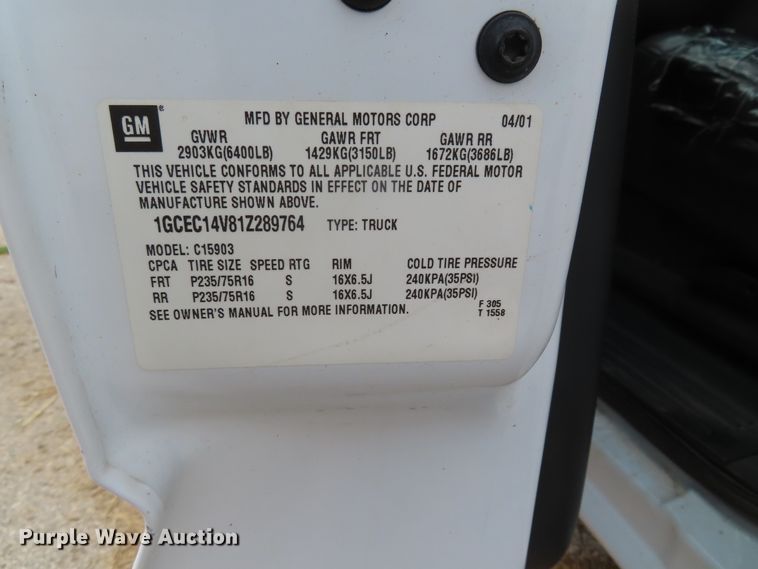 GM ®
MFD BY GENERAL MOTORS CORP 04/01
GVWR GAWR FRT GAWR RR
2903KG(6400LB) 1429KG(3150LB) 1672KG(3686LB)
THIS VEHICLE CONFORMS TO ALL APPLICABLE U.S. FEDERAL MOTOR
VEHICLE SAFETY STANDARDS IN EFFECT ON THE DATE OF
MANUFACTURE SHOWN ABOVE.
1GCEC14V81Z289764 TYPE: TRUCK
MODEL: C15903
CPCA TIRE SIZE SPEED RTG RIM COLD TIRE PRESSURE
FRT P235/75R16 S 16X6.5J 240KPA(35PSI)
RR P235/75R16 S 16X6.5J 240KPA(35PSI)
SEE OWNER'S MANUAL FOR MORE INFORMATION.
F 305
T 1558
Purple Wave Auction